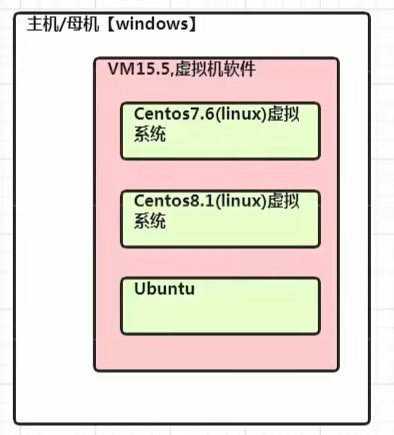 主机/母机【windows】
VM15.5,虚拟机软件
Centos7.6(linux)虚拟
系统
Centos8.1(linux)虚拟
系统
Ubuntu